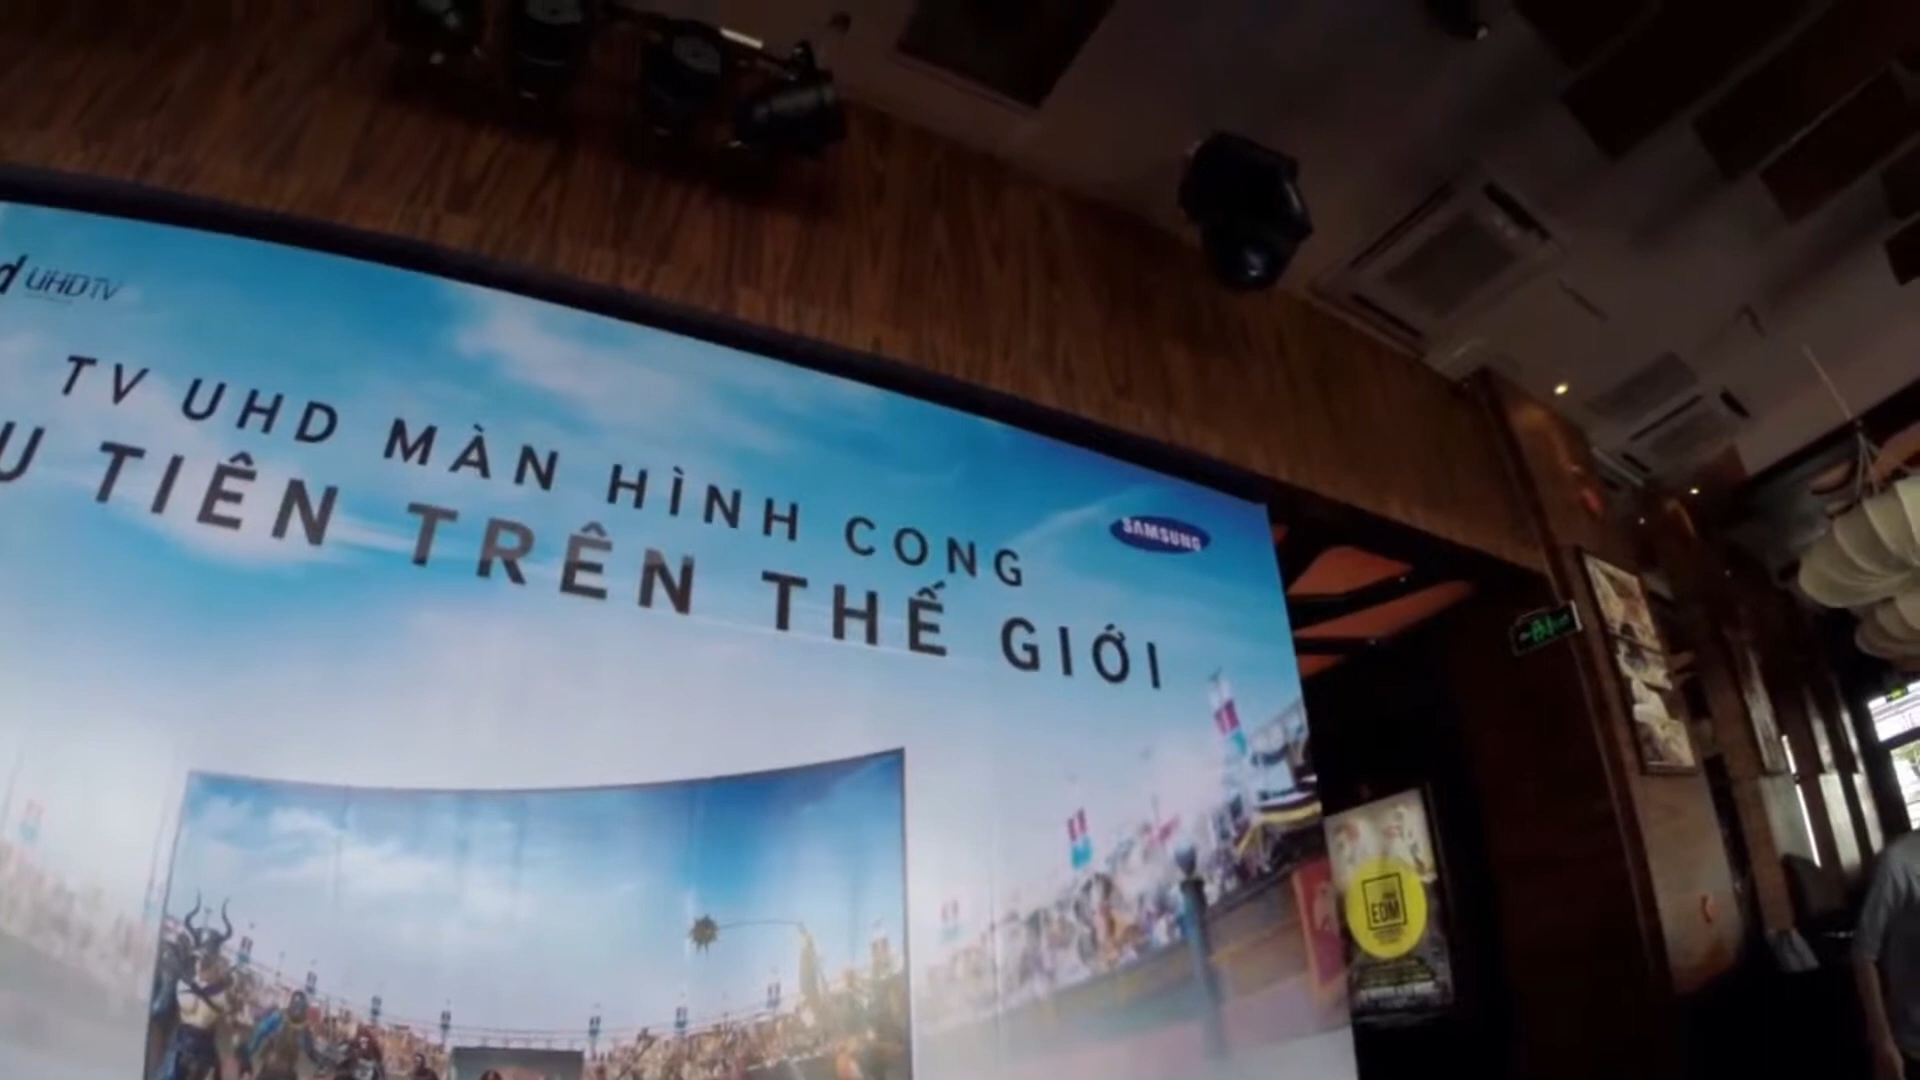 UHDTV
TV UHD MÀN HÌNH CONG
TIÊN TRÊN THẾ GIỚI
SAMSUNG
EDM